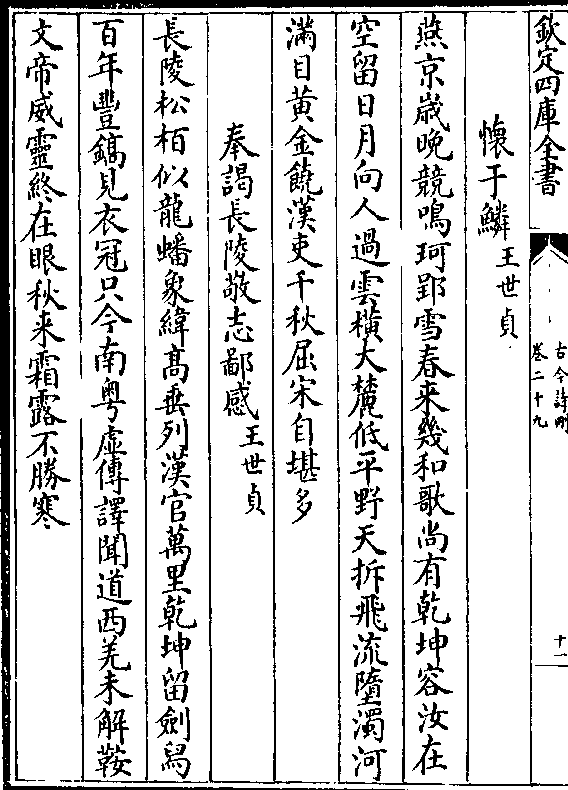 欽定四庫全書
古今詩刪
卷二十九
十一
懷于鱗 王世貞
燕京歲晚競鳴珂郢雪春来幾和歌尚有乾坤容汝在
空留日月向人過雲横大麓低平野天拆飛流墮濁河
滿目黄金饒漢吏千秋屈宋自堪多
奉謁長陵敬志鄙感 王世貞
長陵松栢似龍蟠象緯髙垂列漢官萬里乾坤留劍舄
百年豐鎬見衣冠只今南粤虚傳譯聞道西羌未解鞍
文帝威靈終在眼秋来霜露不勝寒